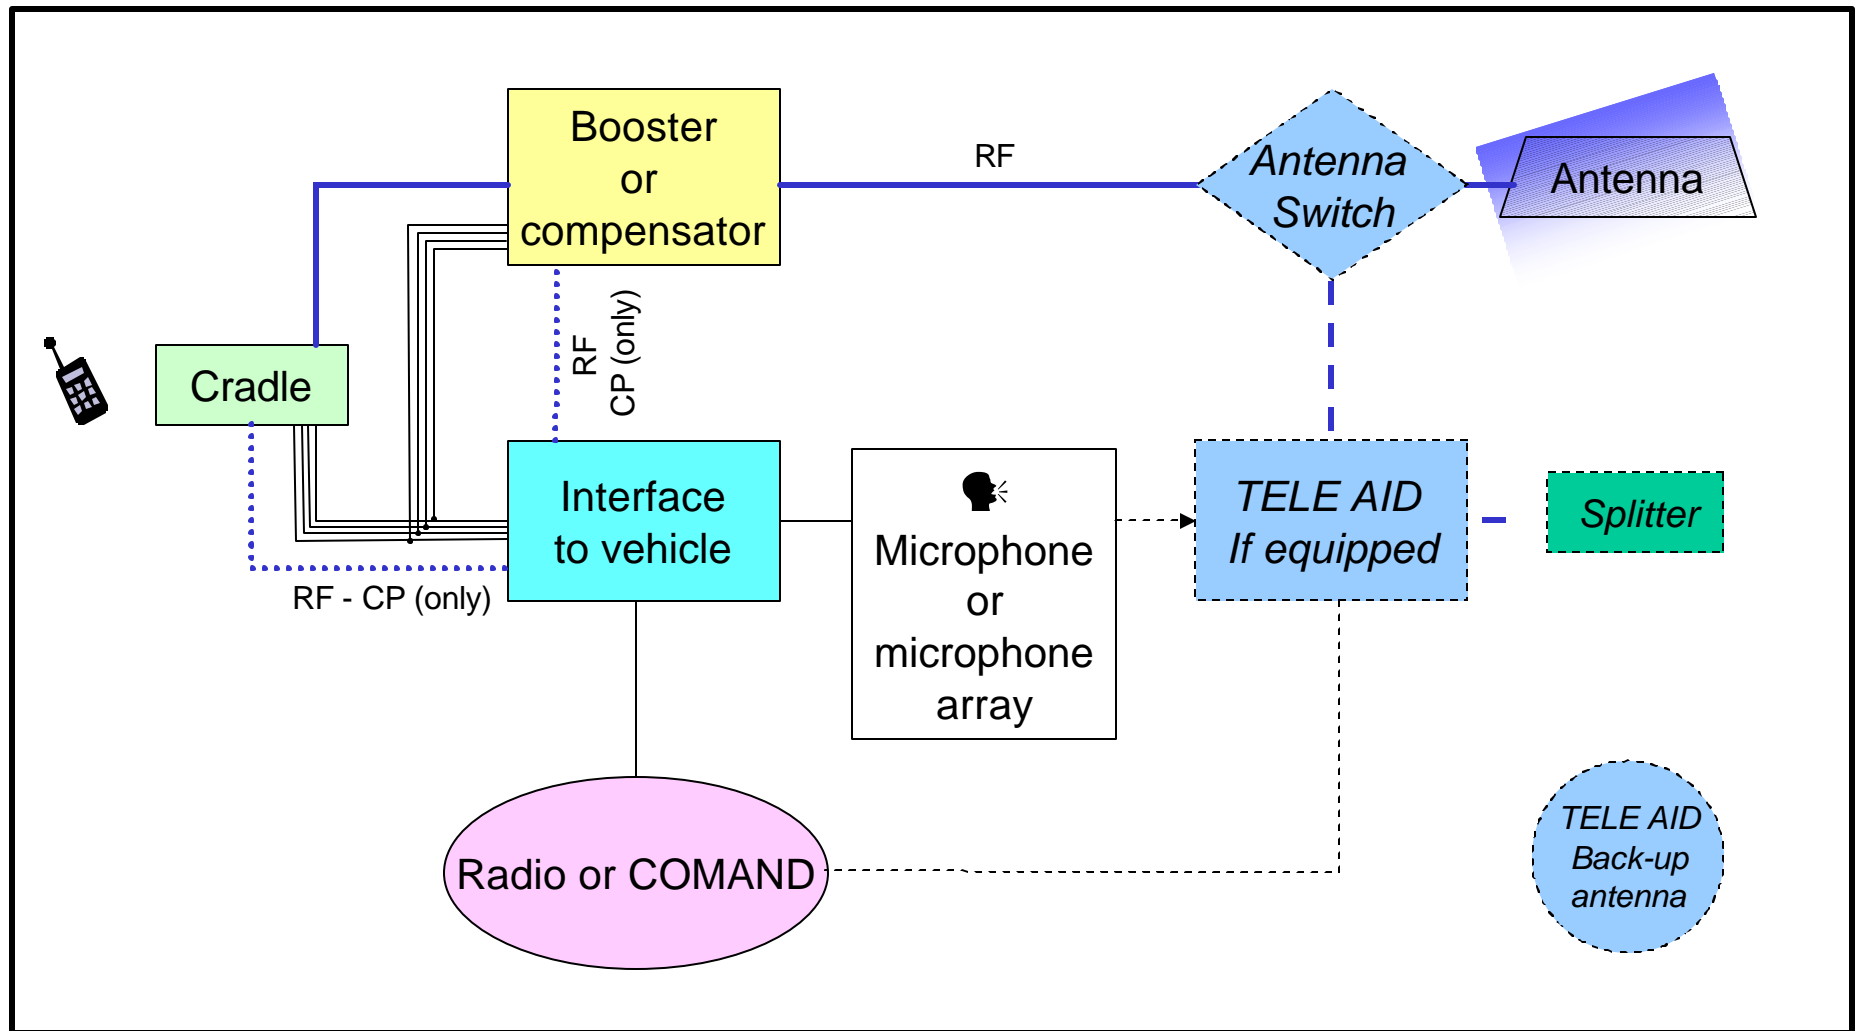 Booster
or
compensator
RF
Antenna
Switch
Antenna
RF
CP (only)
Cradle
Interface
to vehicle
RF - CP (only)
Microphone
or
microphone
array
TELE AID
If equipped
Splitter
Radio or COMAND
TELE AID
Back-up
antenna